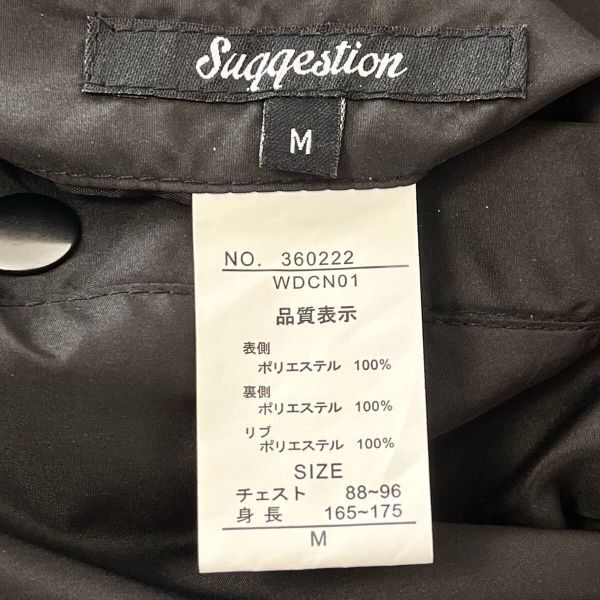 Suggestion
M
NO. 360222
WDCN01
品質表示
表側
ポリエステル 100%
裏側
ポリエステル 100%
リブ
ポリエステル 100%
SIZE
チェスト 88~96
身長 165~175
M